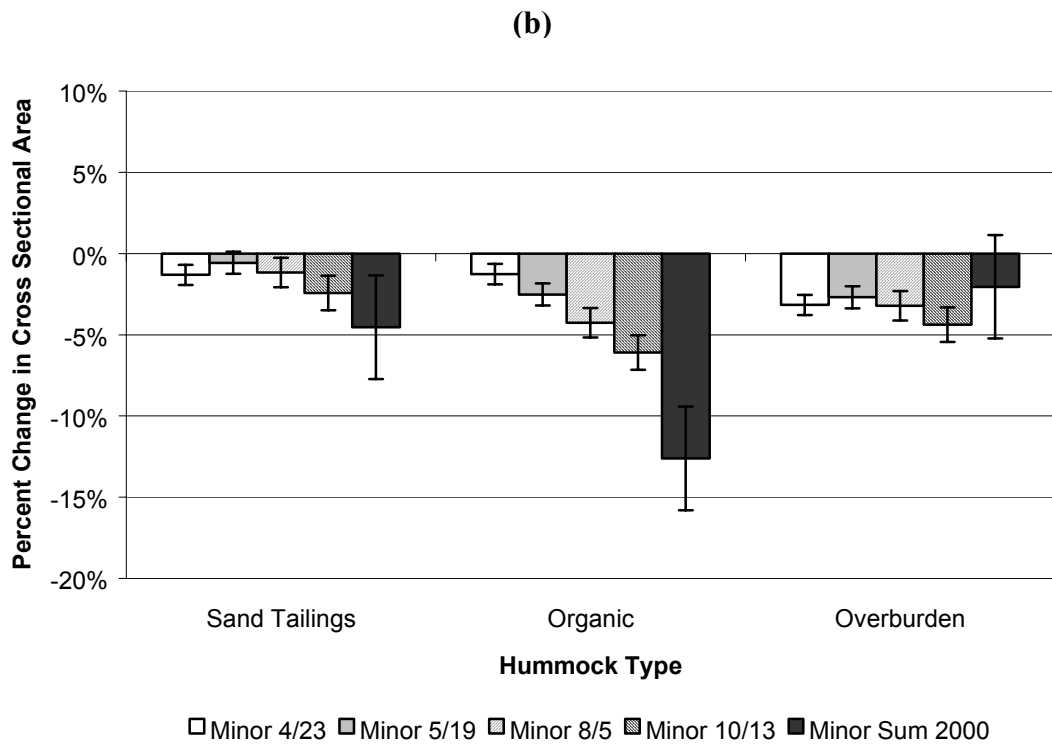 (b)
Percent Change in Cross Sectional Area
10%
5%
0%
-5%
-10%
-15%
-20%
Sand Tailings Organic Overburden
Hummock Type
Minor 4/23 Minor 5/19 Minor 8/5 Minor 10/13 Minor Sum 2000